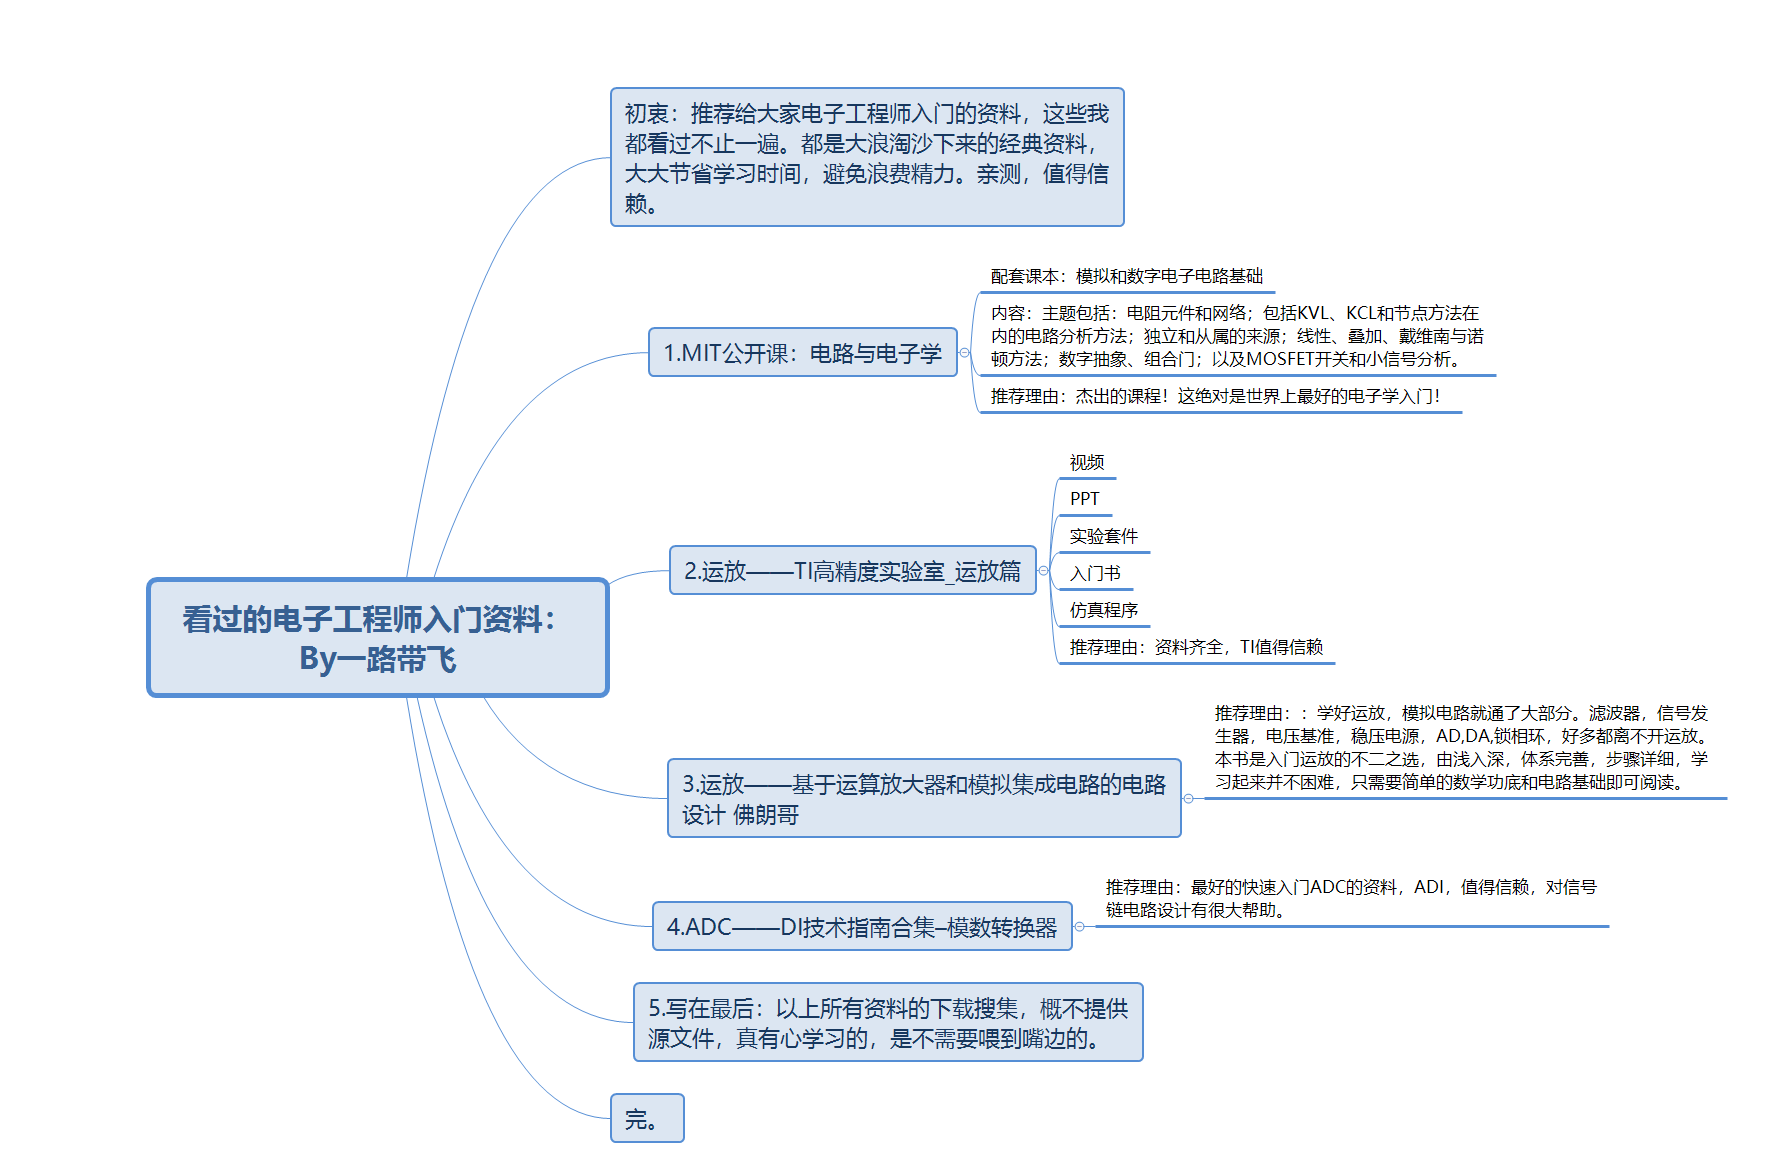 初衷：推荐给大家电子工程师入门的资料，这些我
都看过不止一遍。都是大浪淘沙下来的经典资料，
大大节省学习时间，避免浪费精力。亲测，值得信
赖。
1.MIT公开课：电路与电子学
配套课本：模拟和数字电子电路基础
内容：主题包括：电阻元件和网络；包括KVL、KCL和节点方法在
内的电路分析方法；独立和从属的来源；线性、叠加、戴维南与诺
顿方法；数字抽象、组合门；以及MOSFET开关和小信号分析。
推荐理由：杰出的课程！这绝对是世界上最好的电子学入门！
2.运放——TI高精度实验室_运放篇
视频
PPT
实验套件
入门书
仿真程序
推荐理由：资料齐全，TI值得信赖
看过的电子工程师入门资料：
By一路带飞
3.运放——基于运算放大器和模拟集成电路的电路
设计 佛朗哥
推荐理由：：学好运放，模拟电路就通了大部分。滤波器，信号发
生器，电压基准，稳压电源，AD,DA,锁相环，好多都离不开运放。
本书是入门运放的不二之选，由浅入深，体系完善，步骤详细，学
习起来并不困难，只需要简单的数学功底和电路基础即可阅读。
4.ADC——DI技术指南合集–模数转换器
推荐理由：最好的快速入门ADC的资料，ADI，值得信赖，对信号
链电路设计有很大帮助。
5.写在最后：以上所有资料的下载搜集，概不提供
源文件，真有心学习的，是不需要喂到嘴边的。
完。